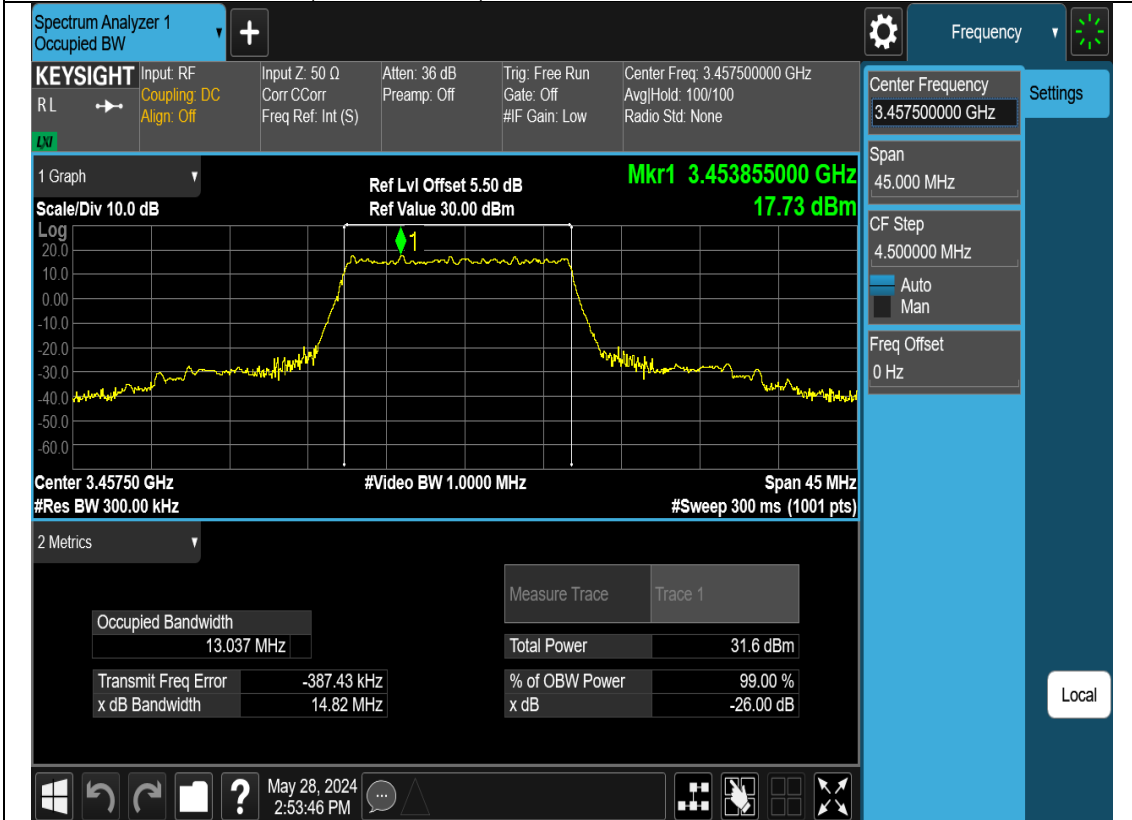 Spectrum Analyzer 1
Occupied BW
Frequency
KEYSIGHT
R L
LXI
Input: RF
Coupling: DC
Align: Off
Input Z: 50 Ω
Corr CCorr
Freq Ref: Int (S)
Atten: 36 dB
Preamp: Off
Trig: Free Run
Gate: Off
#IF Gain: Low
Center Freq: 3.457500000 GHz
Avg|Hold: 100/100
Radio Std: None
Center Frequency
3.457500000 GHz
Settings
Span
45.000 MHz
CF Step
4.500000 MHz
Auto
Man
Freq Offset
0 Hz
Local
1 Graph
Scale/Div 10.0 dB
Ref Lvl Offset 5.50 dB
Ref Value 30.00 dBm
Mkr1 3.453855000 GHz
17.73 dBm
Log
1
20.0
10.0
0.00
-10.0
-20.0
-30.0
-40.0
-50.0
-60.0
Center 3.45750 GHz
#Res BW 300.00 kHz
#Video BW 1.0000 MHz
Span 45 MHz
#Sweep 300 ms (1001 pts)
2 Metrics
Measure Trace Trace 1
Occupied Bandwidth
13.037 MHz
Total Power 31.6 dBm
Transmit Freq Error -387.43 kHz
% of OBW Power 99.00 %
x dB Bandwidth 14.82 MHz
x dB -26.00 dB
May 28, 2024
2:53:46 PM